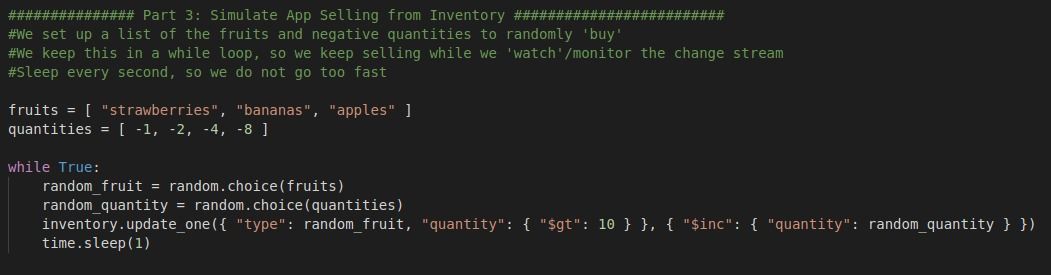 ############### Part 3: Simulate App Selling from Inventory #########################
#We set up a list of the fruits and negative quantities to randomly 'buy'
#We keep this in a while loop, so we keep selling while we 'watch'/monitor the change stream
#Sleep every second, so we do not go too fast
fruits = [ "strawberries", "bananas", "apples" ]
quantities = [ -1, -2, -4, -8 ]
while True:
    random_fruit = random.choice(fruits)
    random_quantity = random.choice(quantities)
    inventory.update_one({ "type": random_fruit, "quantity": { "$gt": 10 } }, { "$inc": { "quantity": random_quantity } })
    time.sleep(1)